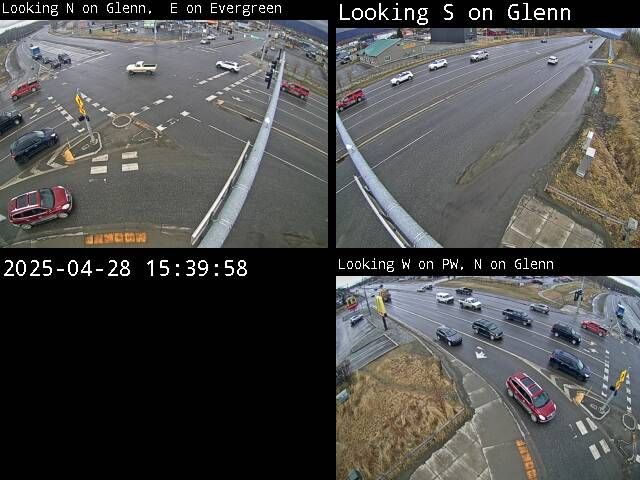 Looking N on Glenn, E on Evergreen
Looking S on Glenn
2025-04-28 15:39:58
Looking W on PW, N on Glenn